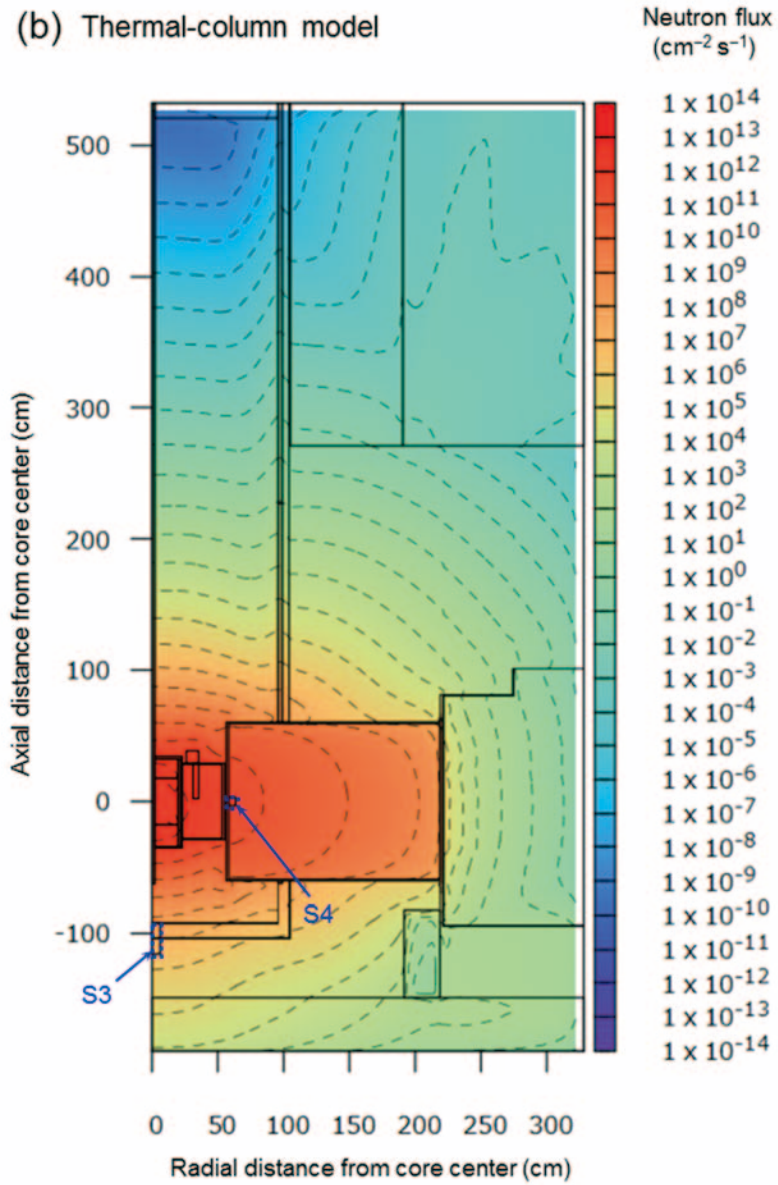 (b) Thermal-column model
Neutron flux
(cm⁻² s⁻¹)
1 x 10¹⁴
1 x 10¹³
1 x 10¹²
1 x 10¹¹
1 x 10¹⁰
1 x 10⁹
1 x 10⁸
1 x 10⁷
1 x 10⁶
1 x 10⁵
1 x 10⁴
1 x 10³
1 x 10²
1 x 10¹
1 x 10⁰
1 x 10⁻¹
1 x 10⁻²
1 x 10⁻³
1 x 10⁻⁴
1 x 10⁻⁵
1 x 10⁻⁶
1 x 10⁻⁷
1 x 10⁻⁸
1 x 10⁻⁹
1 x 10⁻¹⁰
1 x 10⁻¹¹
1 x 10⁻¹²
1 x 10⁻¹³
1 x 10⁻¹⁴
Axial distance from core center (cm)
500
400
300
200
100
0
-100
S4
S3
0 50 100 150 200 250 300
Radial distance from core center (cm)